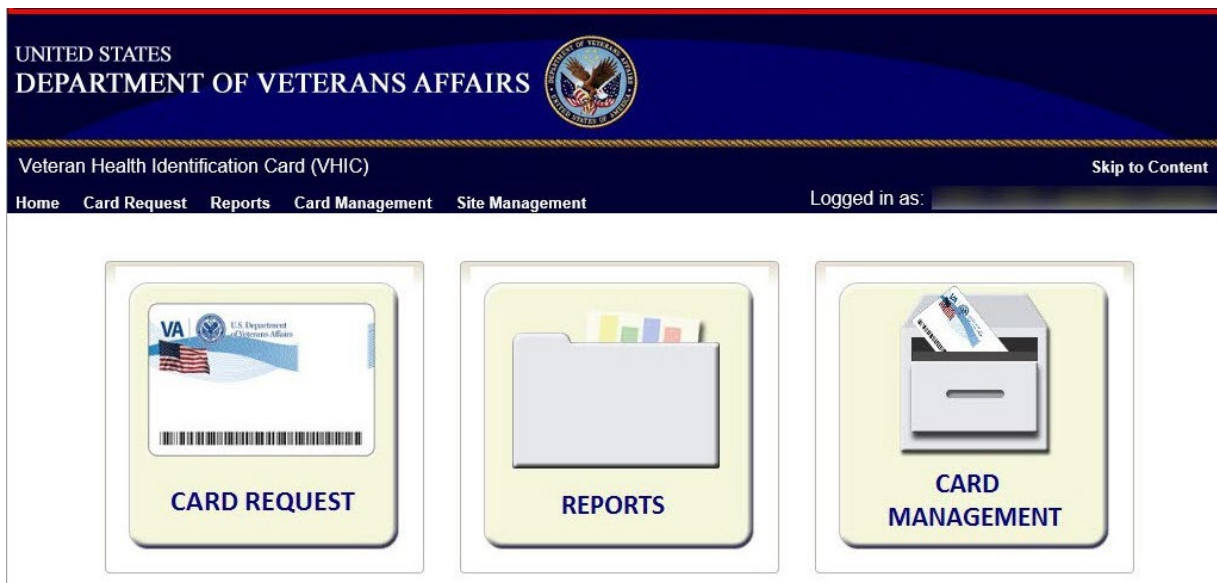 UNITED STATES
DEPARTMENT OF VETERANS AFFAIRS
Veteran Health Identification Card (VHIC)
Skip to Content
Home Card Request Reports Card Management Site Management
Logged in as:
VA
U.S. Department
of Veterans Affairs
CARD REQUEST
REPORTS
CARD
MANAGEMENT